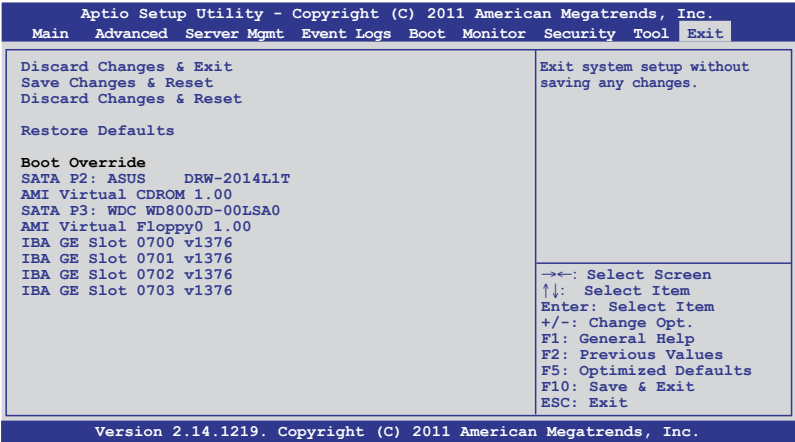 Aptio Setup Utility - Copyright (C) 2011 American Megatrends, Inc.
Main Advanced Server Mgmt Event Logs Boot Monitor Security Tool Exit
Discard Changes & Exit
Save Changes & Reset
Discard Changes & Reset
Restore Defaults
Boot Override
SATA P2: ASUS DRW-2014L1T
AMI Virtual CDROM 1.00
SATA P3: WDC WD800JD-00LSA0
AMI Virtual Floppy0 1.00
IBA GE Slot 0700 v1376
IBA GE Slot 0701 v1376
IBA GE Slot 0702 v1376
IBA GE Slot 0703 v1376
Exit system setup without
saving any changes.
→←: Select Screen
↑↓: Select Item
Enter: Select Item
+/-: Change Opt.
F1: General Help
F2: Previous Values
F5: Optimized Defaults
F10: Save & Exit
ESC: Exit
Version 2.14.1219. Copyright (C) 2011 American Megatrends, Inc.